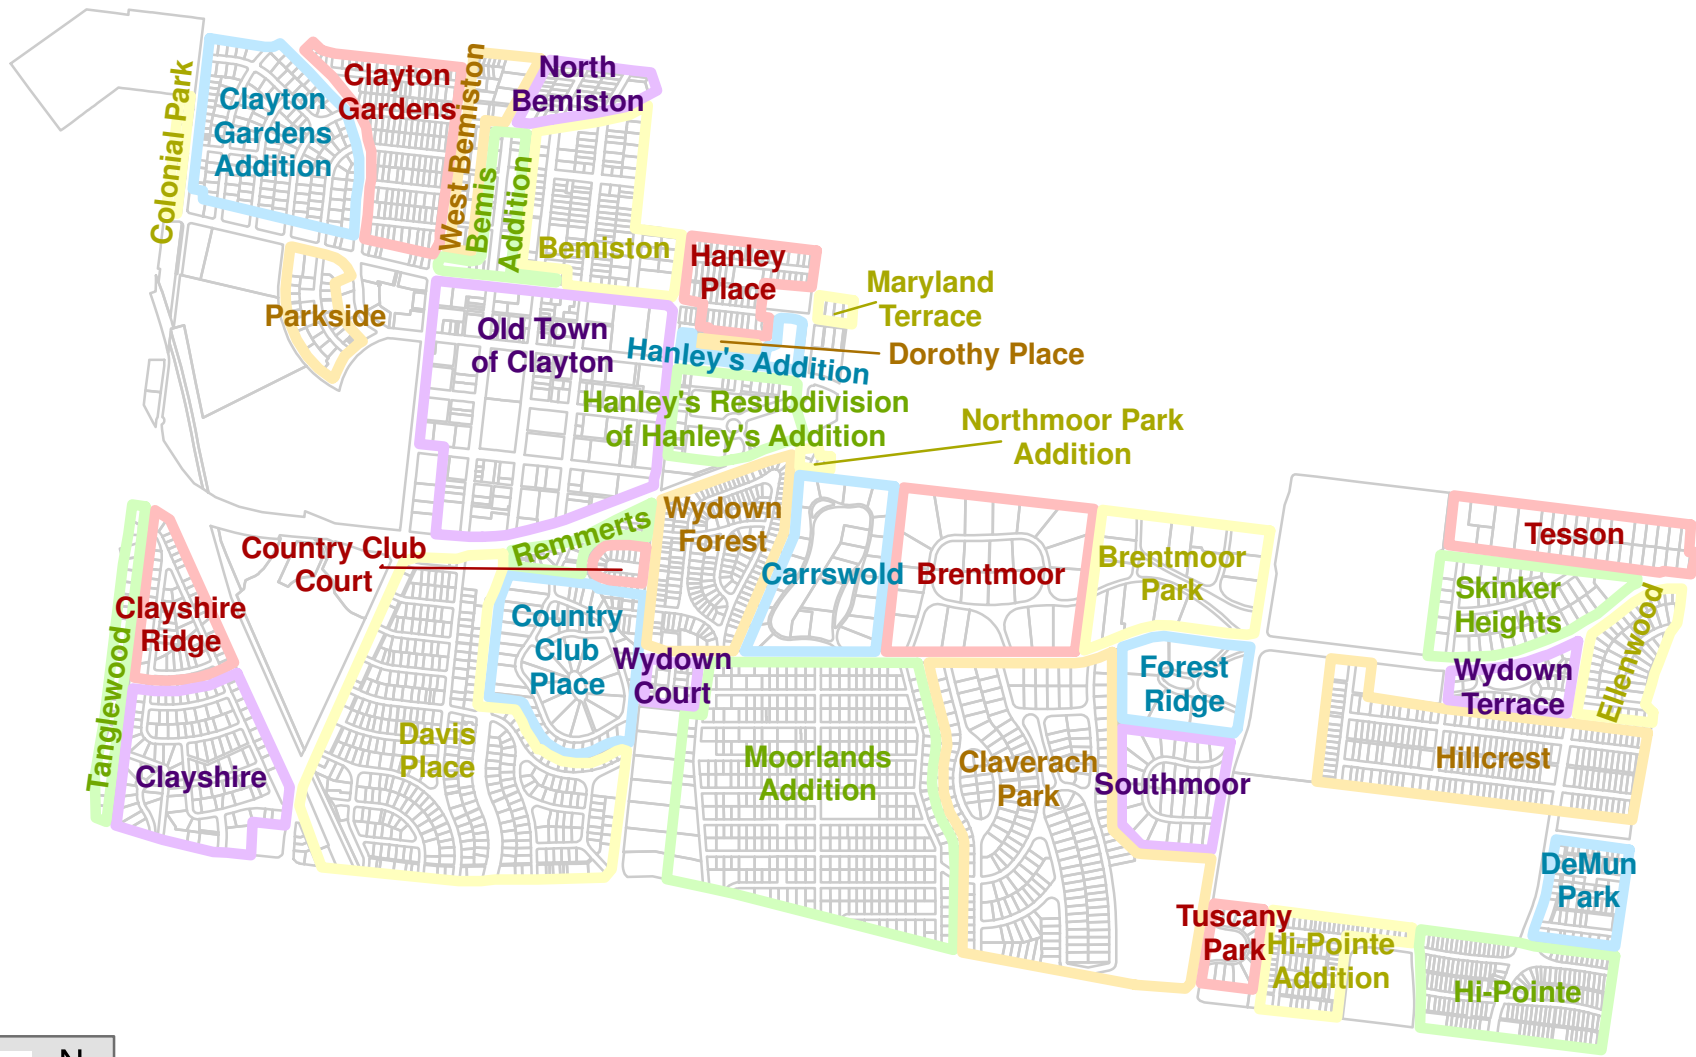 Colonial Park
Clayton
Gardens
Addition
Clayton
Gardens
West Bemiston
North
Bemiston
Bemis
Addition
Bemiston
Hanley
Place
Maryland
Terrace
Parkside
Old Town
of Clayton
Hanley's Addition
Dorothy Place
Hanley's Resubdivision
of Hanley's Addition
Northmoor Park
Addition
Wydown
Forest
Remmerts
Country Club
Court
Carrswold
Brentmoor
Brentmoor
Park
Tesson
Skinker
Heights
Ellenwood
Tanglewood
Clayshire
Ridge
Country
Club
Place
Wydown
Court
Forest
Ridge
Wydown
Terrace
Clayshire
Davis
Place
Moorlands
Addition
Claverach
Park
Southmoor
Hillcrest
DeMun
Park
Tuscany
Park
Hi-Pointe
Addition
Hi-Pointe
N